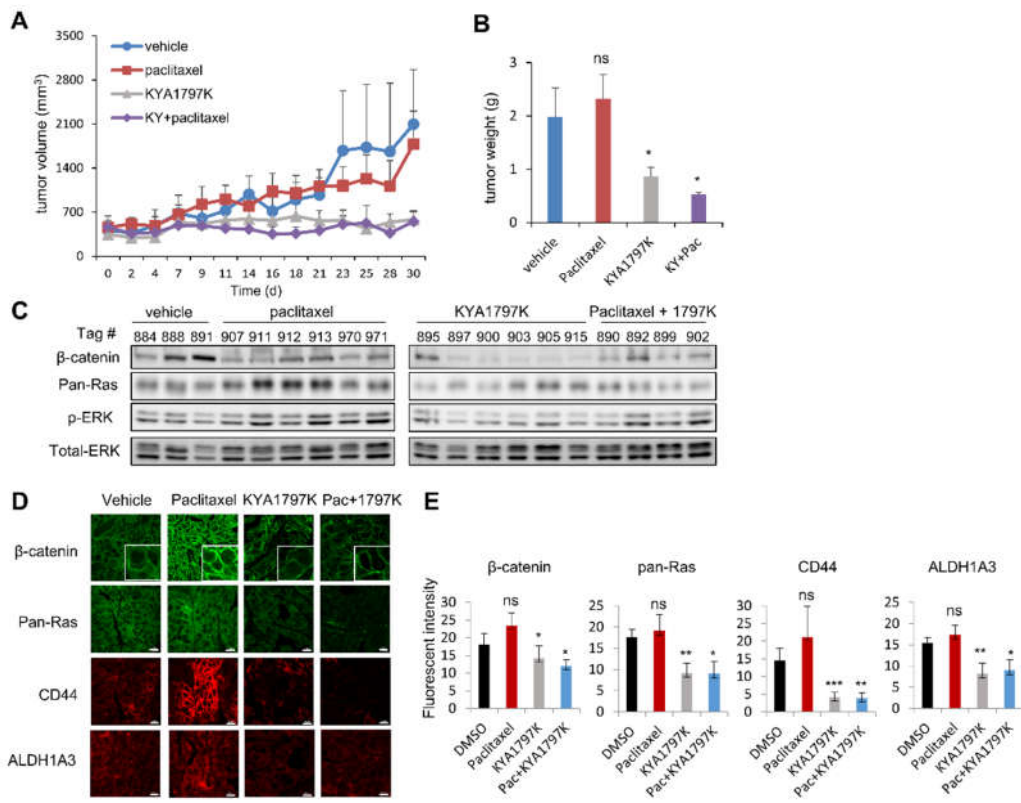 A
3500
2800
2100
1400
700
0
tumor volume (mm³)
vehicle
paclitaxel
KYA1797K
KY+paclitaxel
0 2 4 7 9 11 14 16 18 21 23 25 28 30
Time (d)
B
3
2
1
0
tumor weight (g)
ns
*
*
vehicle
Paclitaxel
KYA1797K
KY+Pac
C
vehicle paclitaxel KYA1797K Paclitaxel + 1797K
Tag # 884 888 891 907 911 912 913 970 971 895 897 900 903 905 915 890 892 899 902
β-catenin
Pan-Ras
p-ERK
Total-ERK
D
Vehicle Paclitaxel KYA1797K Pac+1797K
β-catenin
Pan-Ras
CD44
ALDH1A3
E
Fluorescent intensity
β-catenin
30
25
20
15
10
5
0
ns
*
*
DMSO
Paclitaxel
KYA1797K
Pac+KYA1797K
pan-Ras
25
20
15
10
5
0
ns
**
*
DMSO
Paclitaxel
KYA1797K
Pac+KYA1797K
CD44
35
30
25
20
15
10
5
0
ns
***
**
DMSO
Paclitaxel
KYA1797K
Pac+KYA1797K
ALDH1A3
25
20
15
10
5
0
ns
**
*
DMSO
Paclitaxel
KYA1797K
Pac+KYA1797K